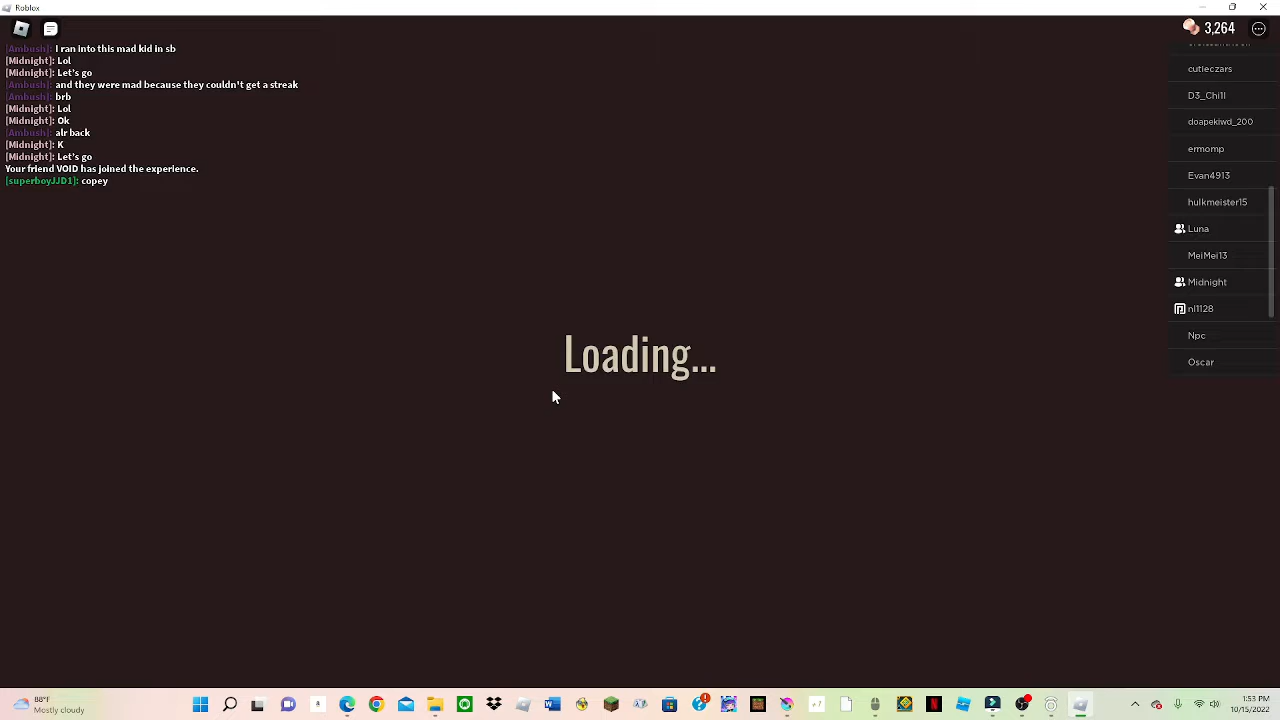 Roblox
3,264
[Ambush]: I ran into this mad kid in sb
[Midnight]: Lol
[Midnight]: Let's go
[Ambush]: and they were mad because they couldn't get a streak
[Ambush]: brb
[Midnight]: Lol
[Midnight]: Ok
[Ambush]: alr back
[Midnight]: K
[Midnight]: Let's go
Your friend VOID has joined the experience.
[superboyJJD1]: copey
cutleczars
D3_Chi1l
doapekiwd_200
ermomp
Evan4913
hulkmeister15
Luna
MeiMei13
Midnight
nl1128
Npc
Oscar
Loading...
88°F
Mostly cloudy
1:53 PM
10/15/2022